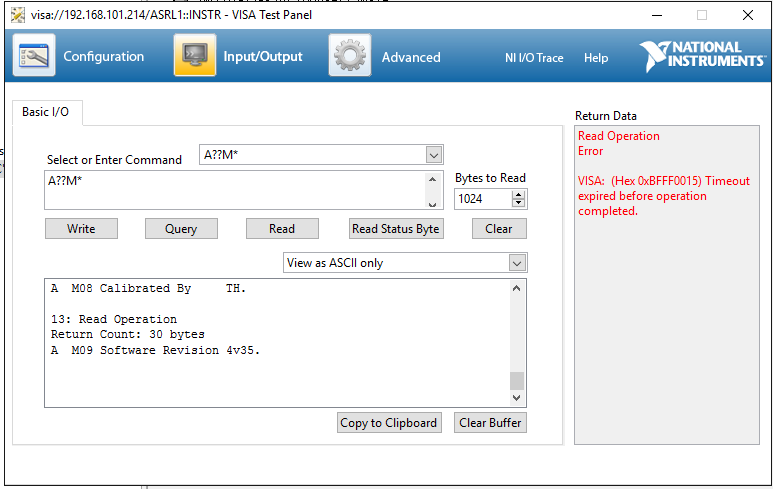 visa://192.168.101.214/ASRL1::INSTR - VISA Test Panel
Configuration
Input/Output
Advanced
NI I/O Trace
Help
NATIONAL
INSTRUMENTS
Basic I/O
Select or Enter Command
A??M*
A??M*
Bytes to Read
1024
Write
Query
Read
Read Status Byte
Clear
View as ASCII only
A  M08 Calibrated By     TH.
13: Read Operation
Return Count: 30 bytes
A  M09 Software Revision 4v35.
Copy to Clipboard
Clear Buffer
Return Data
Read Operation
Error
VISA:  (Hex 0xBFFF0015) Timeout
expired before operation
completed.